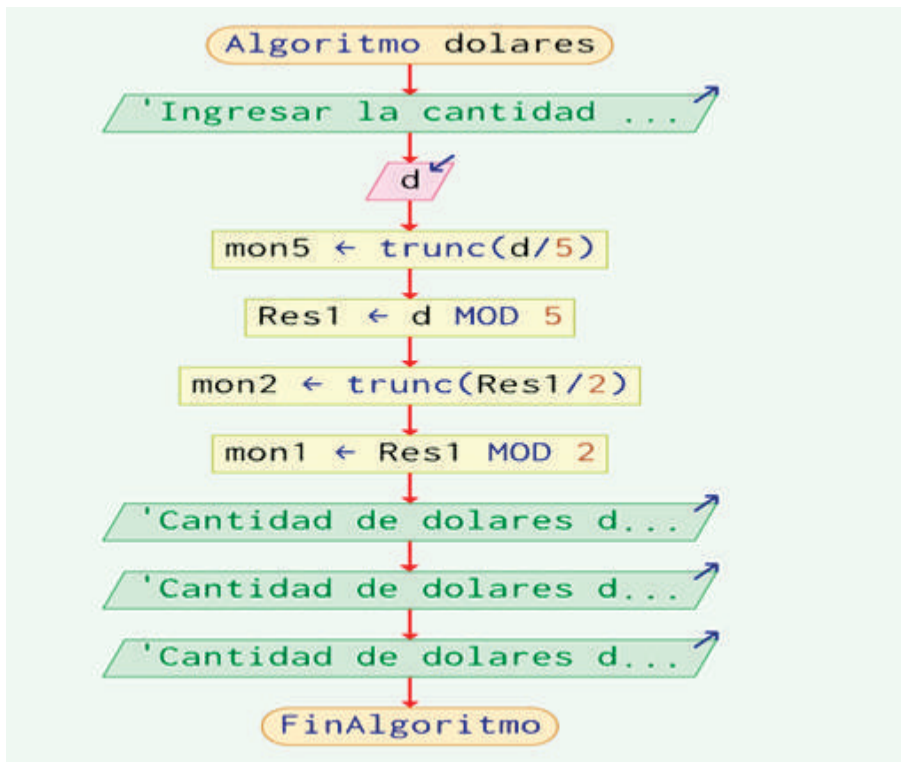 Algoritmo dolares
'Ingresar la cantidad ...
d
mon5 ← trunc(d/5)
Res1 ← d MOD 5
mon2 ← trunc(Res1/2)
mon1 ← Res1 MOD 2
'Cantidad de dolares d...
'Cantidad de dolares d...
'Cantidad de dolares d...
FinAlgoritmo